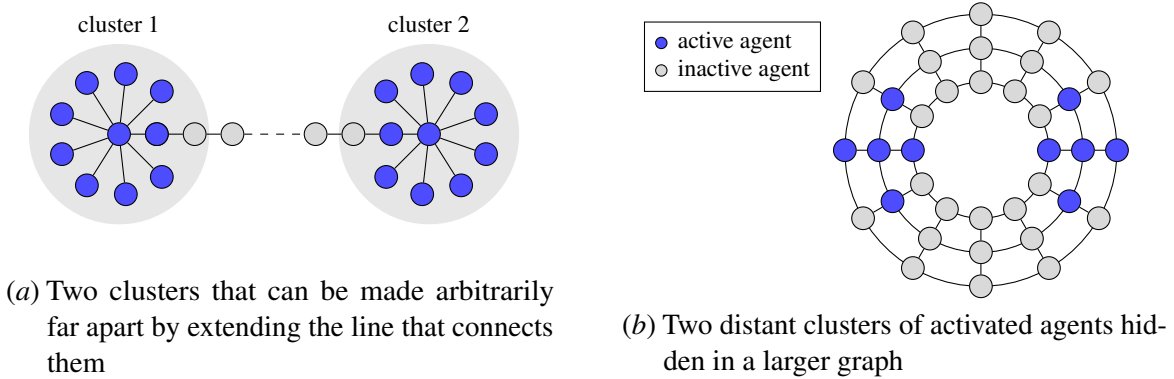 cluster 1
cluster 2
(a) Two clusters that can be made arbitrarily
far apart by extending the line that connects
them
active agent
inactive agent
(b) Two distant clusters of activated agents hid-
den in a larger graph